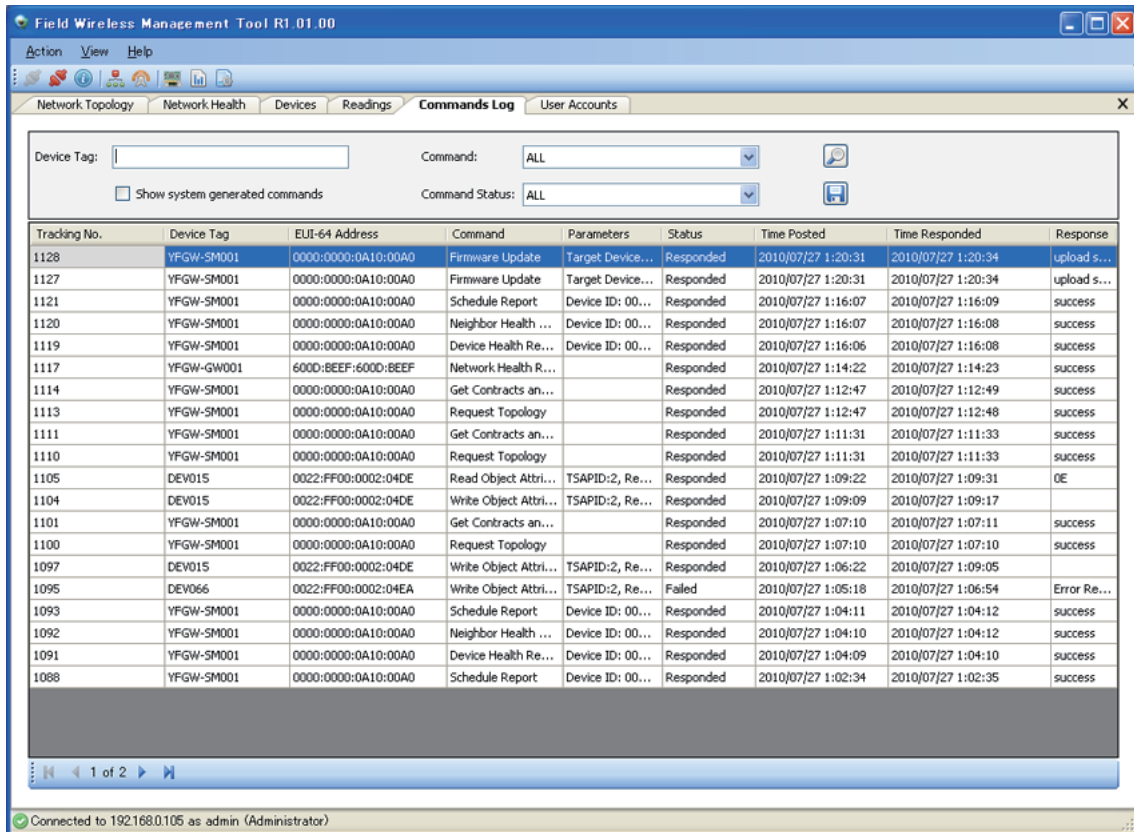 Field Wireless Management Tool R1.01.00
Action View Help
Network Topology Network Health Devices Readings Commands Log User Accounts X
Device Tag: Command: ALL
Show system generated commands Command Status: ALL
Tracking No. Device Tag EUI-64 Address Command Parameters Status Time Posted Time Responded Response
1128 YFGW-SM001 0000:0000:0A10:00A0 Firmware Update Target Device... Responded 2010/07/27 1:20:31 2010/07/27 1:20:34 upload s...
1127 YFGW-SM001 0000:0000:0A10:00A0 Firmware Update Target Device... Responded 2010/07/27 1:20:31 2010/07/27 1:20:34 upload s...
1121 YFGW-SM001 0000:0000:0A10:00A0 Schedule Report Device ID: 00... Responded 2010/07/27 1:16:07 2010/07/27 1:16:09 success
1120 YFGW-SM001 0000:0000:0A10:00A0 Neighbor Health ... Device ID: 00... Responded 2010/07/27 1:16:07 2010/07/27 1:16:08 success
1119 YFGW-SM001 0000:0000:0A10:00A0 Device Health Re... Device ID: 00... Responded 2010/07/27 1:16:06 2010/07/27 1:16:08 success
1117 YFGW-GW001 600D:BEEF:600D:BEEF Network Health R... Responded 2010/07/27 1:14:22 2010/07/27 1:14:23 success
1114 YFGW-SM001 0000:0000:0A10:00A0 Get Contracts an... Responded 2010/07/27 1:12:47 2010/07/27 1:12:49 success
1113 YFGW-SM001 0000:0000:0A10:00A0 Request Topology Responded 2010/07/27 1:12:47 2010/07/27 1:12:48 success
1111 YFGW-SM001 0000:0000:0A10:00A0 Get Contracts an... Responded 2010/07/27 1:11:31 2010/07/27 1:11:33 success
1110 YFGW-SM001 0000:0000:0A10:00A0 Request Topology Responded 2010/07/27 1:11:31 2010/07/27 1:11:33 success
1105 DEV015 0022:FF00:0002:04DE Read Object Attri... TSAPID:2, Re... Responded 2010/07/27 1:09:22 2010/07/27 1:09:31 0E
1104 DEV015 0022:FF00:0002:04DE Write Object Attri... TSAPID:2, Re... Responded 2010/07/27 1:09:09 2010/07/27 1:09:17
1101 YFGW-SM001 0000:0000:0A10:00A0 Get Contracts an... Responded 2010/07/27 1:07:10 2010/07/27 1:07:11 success
1100 YFGW-SM001 0000:0000:0A10:00A0 Request Topology Responded 2010/07/27 1:07:10 2010/07/27 1:07:10 success
1097 DEV015 0022:FF00:0002:04DE Write Object Attri... TSAPID:2, Re... Responded 2010/07/27 1:06:22 2010/07/27 1:09:05
1095 DEV066 0022:FF00:0002:04EA Write Object Attri... TSAPID:2, Re... Failed 2010/07/27 1:05:18 2010/07/27 1:06:54 Error Re...
1093 YFGW-SM001 0000:0000:0A10:00A0 Schedule Report Device ID: 00... Responded 2010/07/27 1:04:11 2010/07/27 1:04:12 success
1092 YFGW-SM001 0000:0000:0A10:00A0 Neighbor Health ... Device ID: 00... Responded 2010/07/27 1:04:10 2010/07/27 1:04:12 success
1091 YFGW-SM001 0000:0000:0A10:00A0 Device Health Re... Device ID: 00... Responded 2010/07/27 1:04:09 2010/07/27 1:04:10 success
1088 YFGW-SM001 0000:0000:0A10:00A0 Schedule Report Device ID: 00... Responded 2010/07/27 1:02:34 2010/07/27 1:02:35 success
1 of 2
Connected to 192.168.0.105 as admin (Administrator)